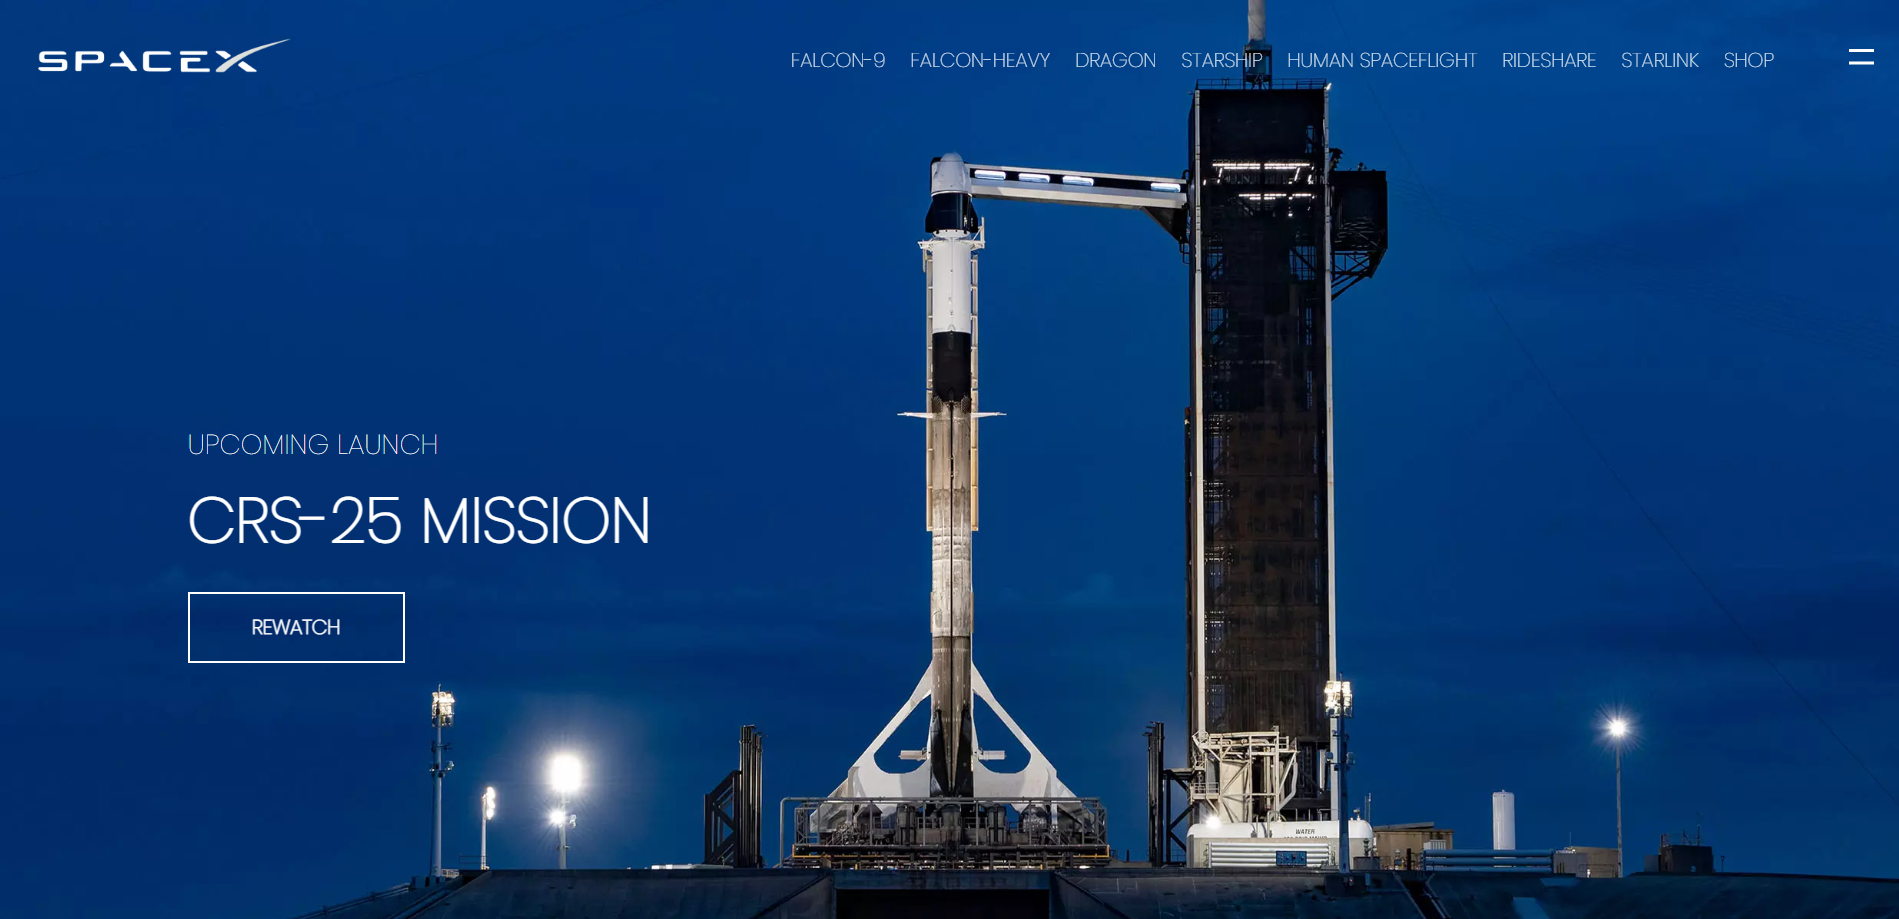 SPACEX
FALCON-9 FALCON-HEAVY DRAGON STARSHIP HUMAN SPACEFLIGHT RIDESHARE STARLINK SHOP
UPCOMING LAUNCH
CRS-25 MISSION
REWATCH
WATER